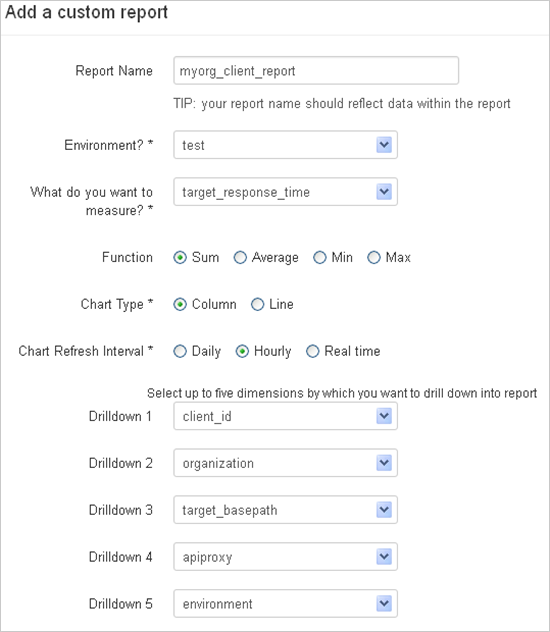 Add a custom report
Report Name myorg_client_report
TIP: your report name should reflect data within the report
Environment? * test
What do you want to measure? * target_response_time
Function Sum Average Min Max
Chart Type * Column Line
Chart Refresh Interval * Daily Hourly Real time
Select up to five dimensions by which you want to drill down into report
Drilldown 1 client_id
Drilldown 2 organization
Drilldown 3 target_basepath
Drilldown 4 apiproxy
Drilldown 5 environment